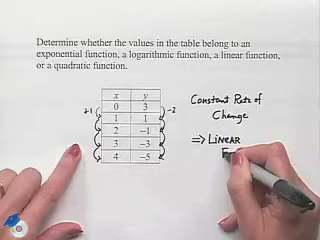 Determine whether the values in the table belong to an
exponential function, a logarithmic function, a linear function,
or a quadratic function.
x y
0 3
1 1
2 -1
3 -3
4 -5
+1
-2
Constant Rate of
Change
⇒ LINEAR